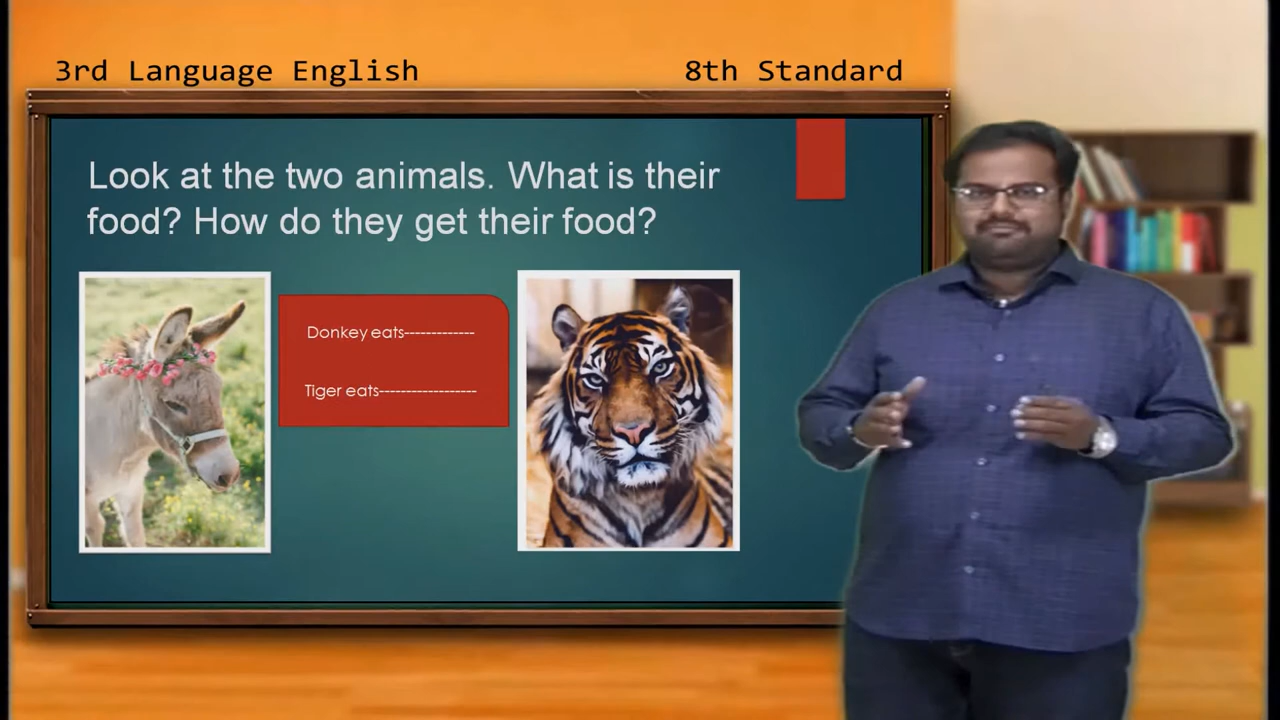 3rd Language English
8th Standard
Look at the two animals. What is their
food? How do they get their food?
Donkey eats-------------
Tiger eats------------------